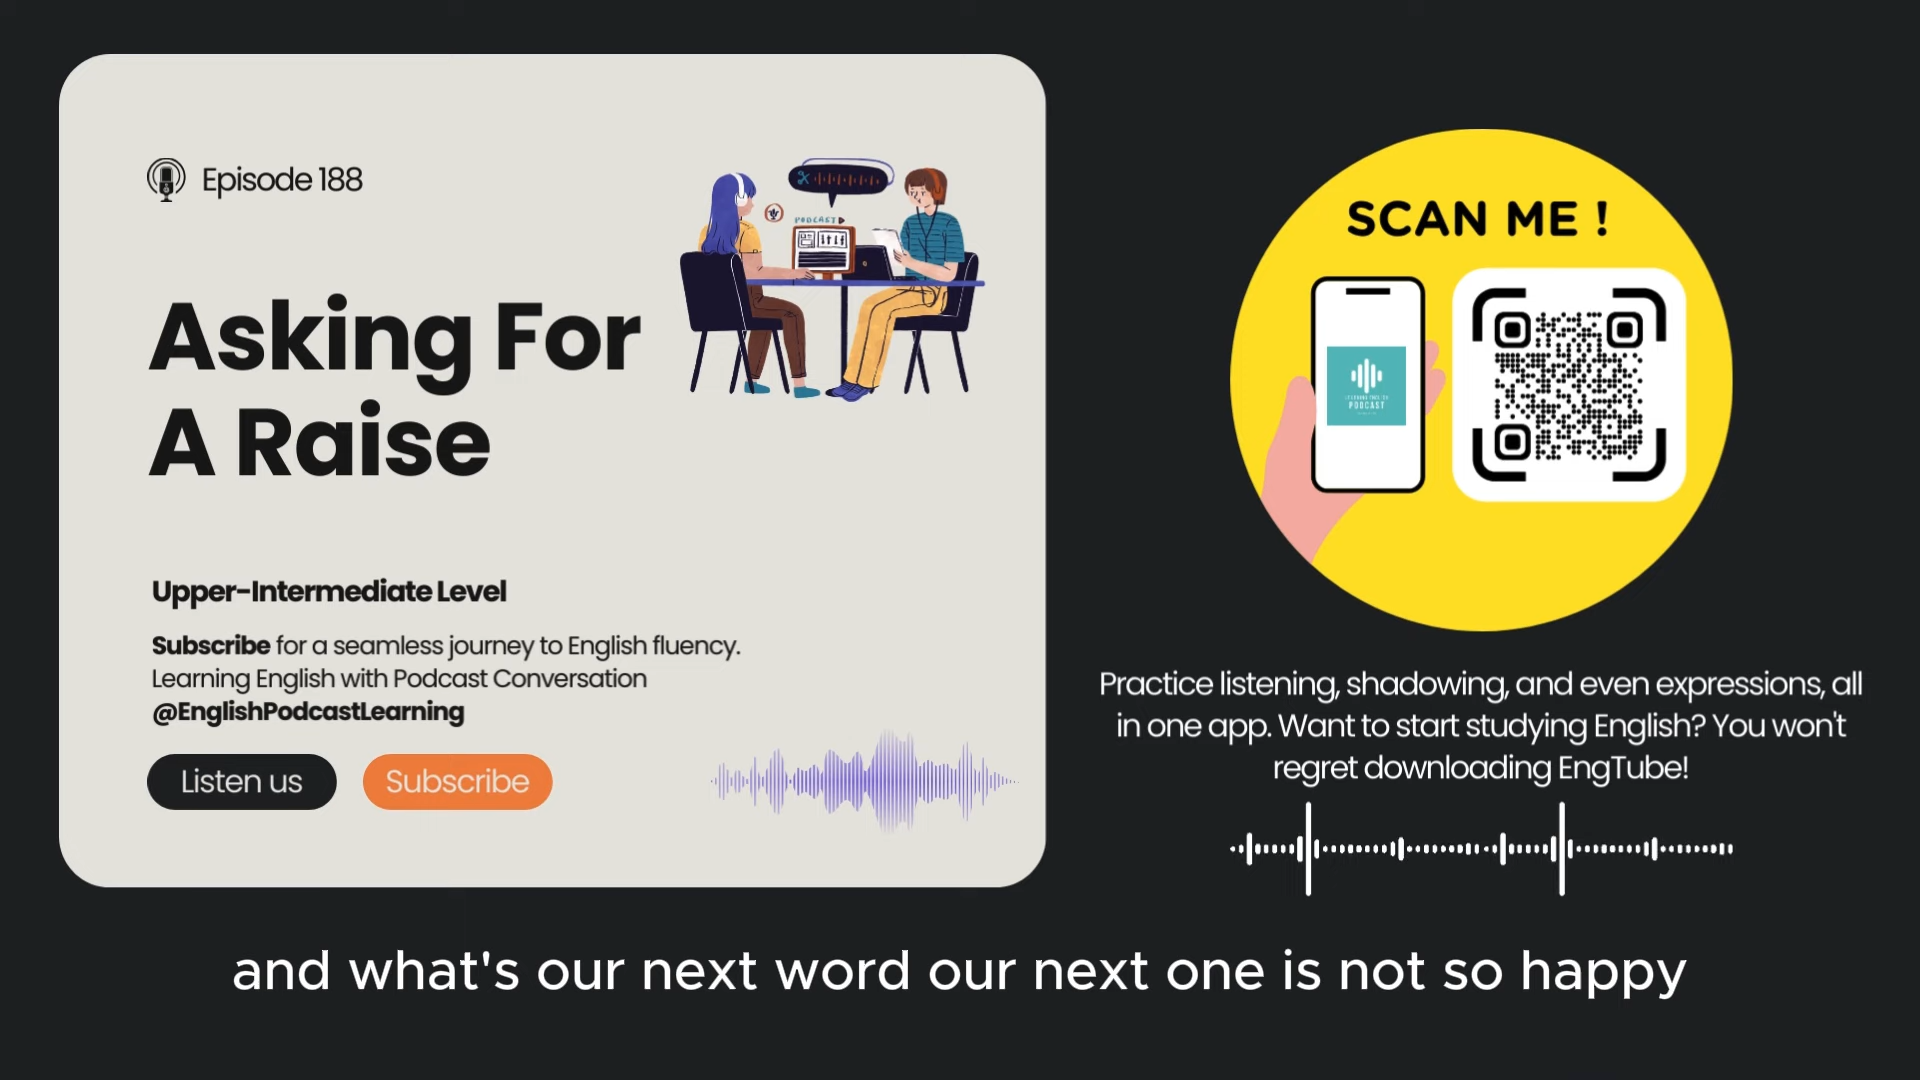 Episode 188
PODCAST
Asking For
A Raise
Upper-Intermediate Level
Subscribe for a seamless journey to English fluency.
Learning English with Podcast Conversation
@EnglishPodcastLearning
Listen us
Subscribe
SCAN ME !
PODCAST
Practice listening, shadowing, and even expressions, all
in one app. Want to start studying English? You won't
regret downloading EngTube!
and what's our next word our next one is not so happy